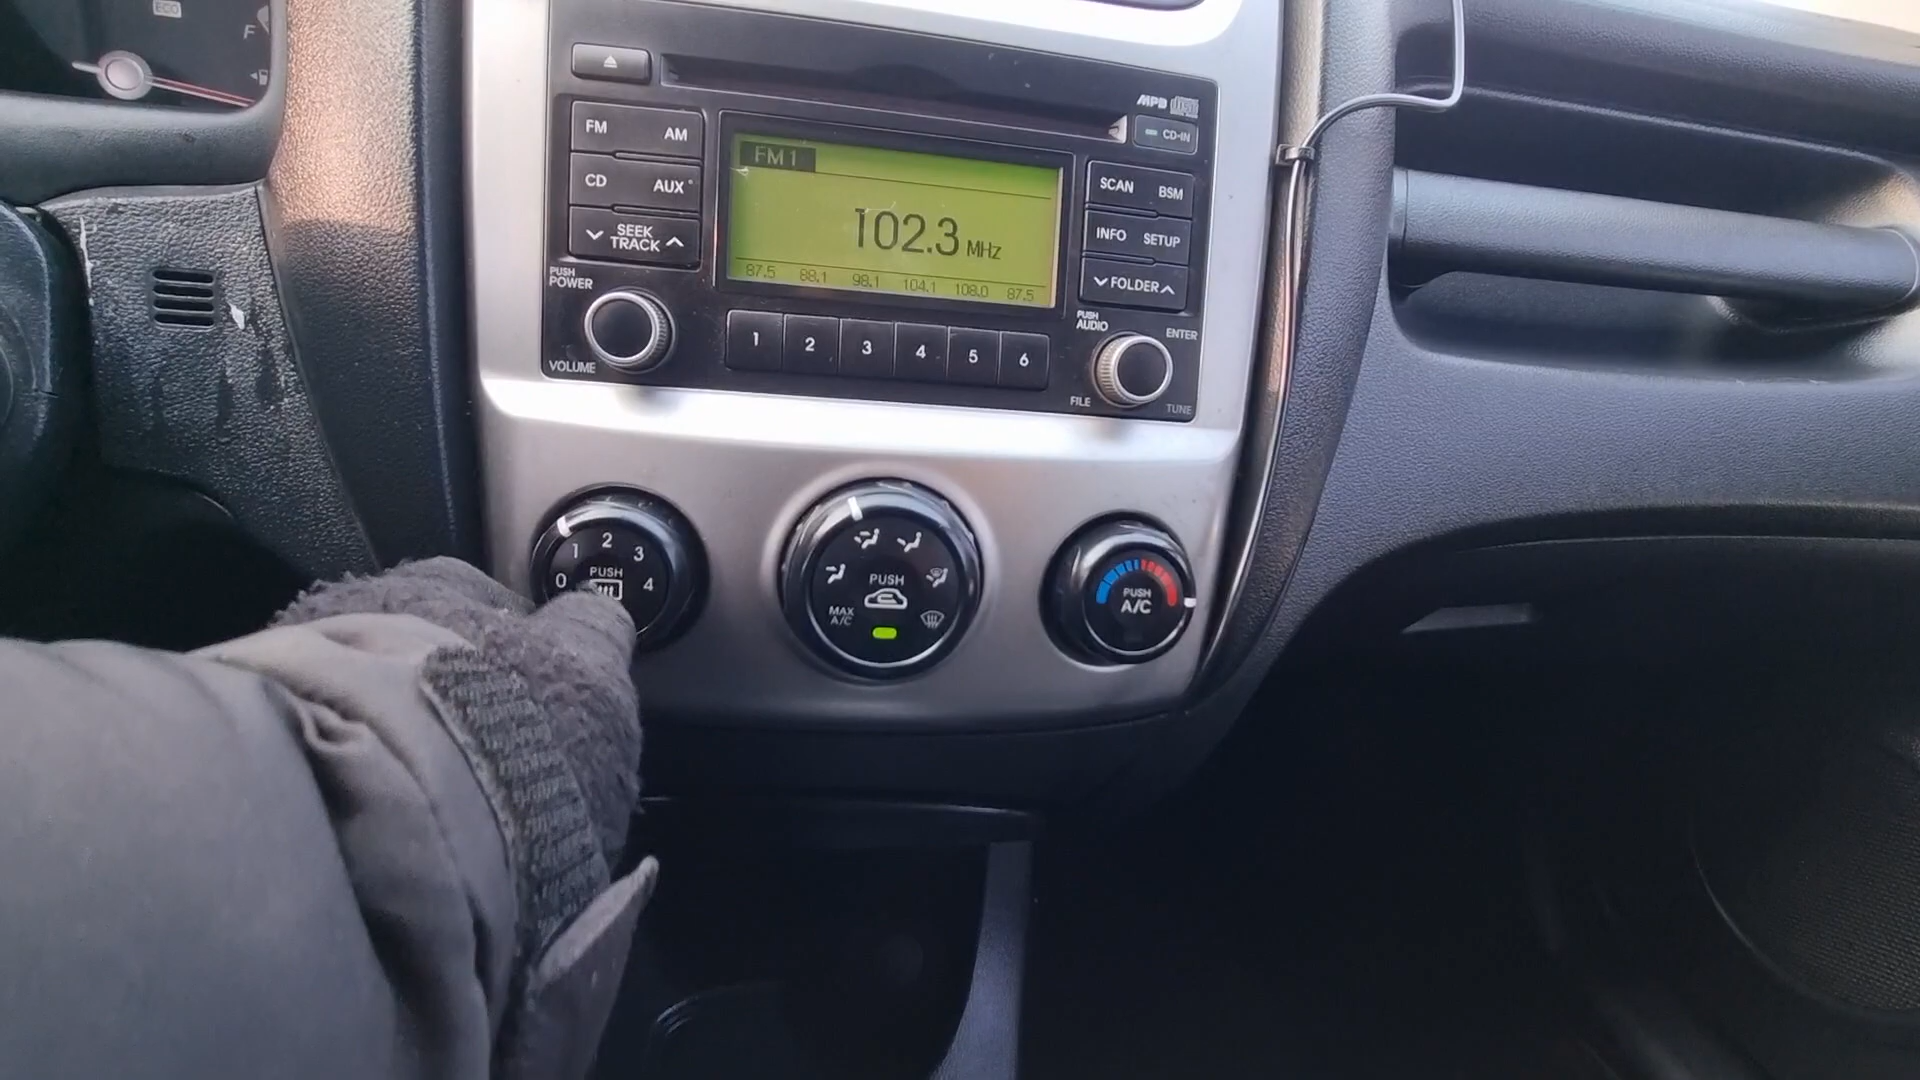 ECO
F
MP3
CD-IN
FM AM
CD AUX
SEEK
TRACK
PUSH
POWER
VOLUME
FM 1
102.3 MHz
87.5 88.1 98.1 104.1 108.0 87.5
1 2 3 4 5 6
SCAN BSM
INFO SETUP
FOLDER
PUSH
AUDIO
ENTER
FILE
TUNE
0 1 2 3 4
PUSH
PUSH
MAX
A/C
PUSH
A/C